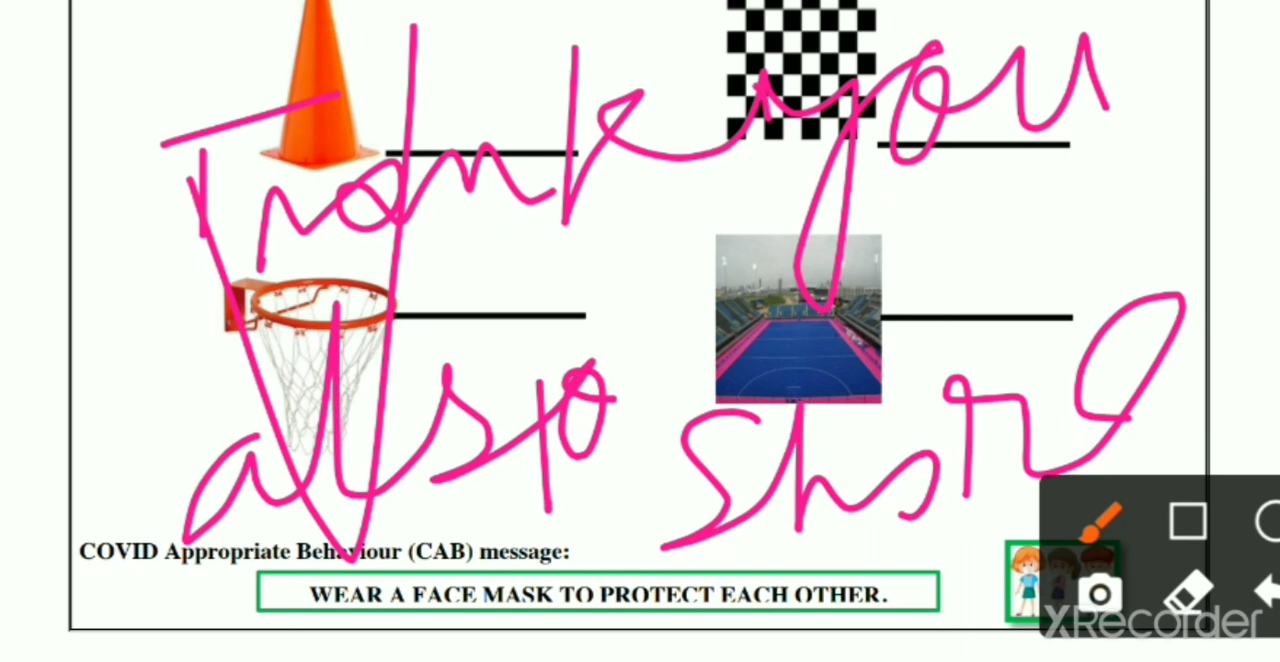 Thank you
also share
COVID Appropriate Behaviour (CAB) message:
WEAR A FACE MASK TO PROTECT EACH OTHER.
XRecorder